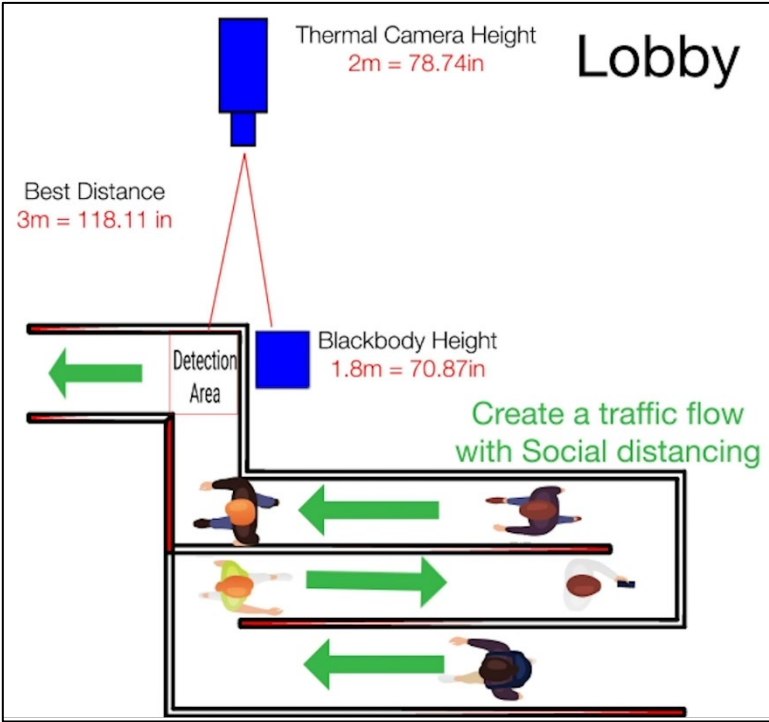 Thermal Camera Height
2m = 78.74in
Lobby
Best Distance
3m = 118.11 in
Detection
Area
Blackbody Height
1.8m = 70.87in
Create a traffic flow
with Social distancing